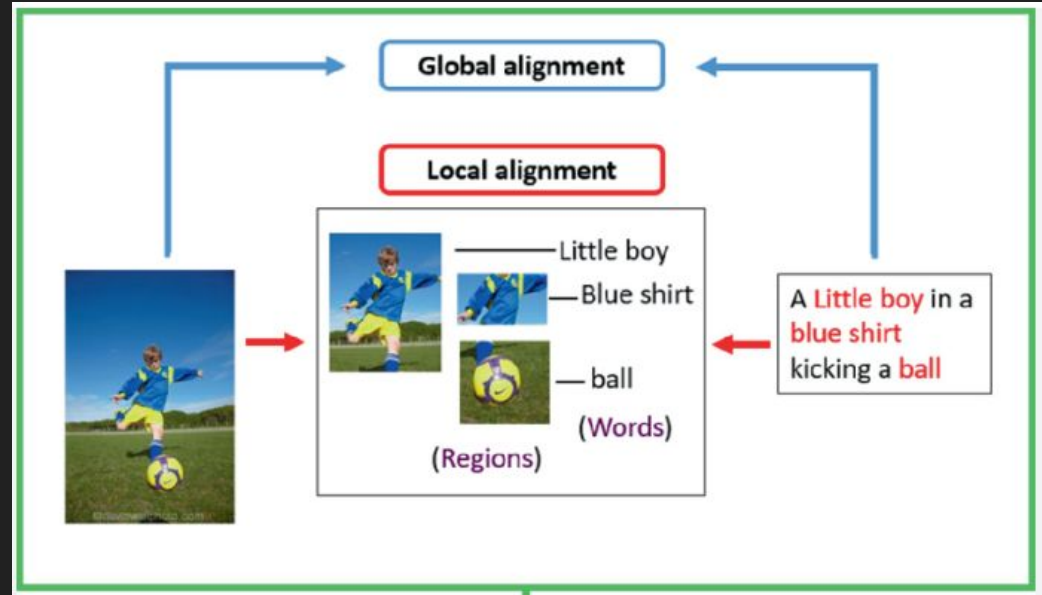 Global alignment
Local alignment
Little boy
Blue shirt
ball
(Words)
(Regions)
A Little boy in a
blue shirt
kicking a ball